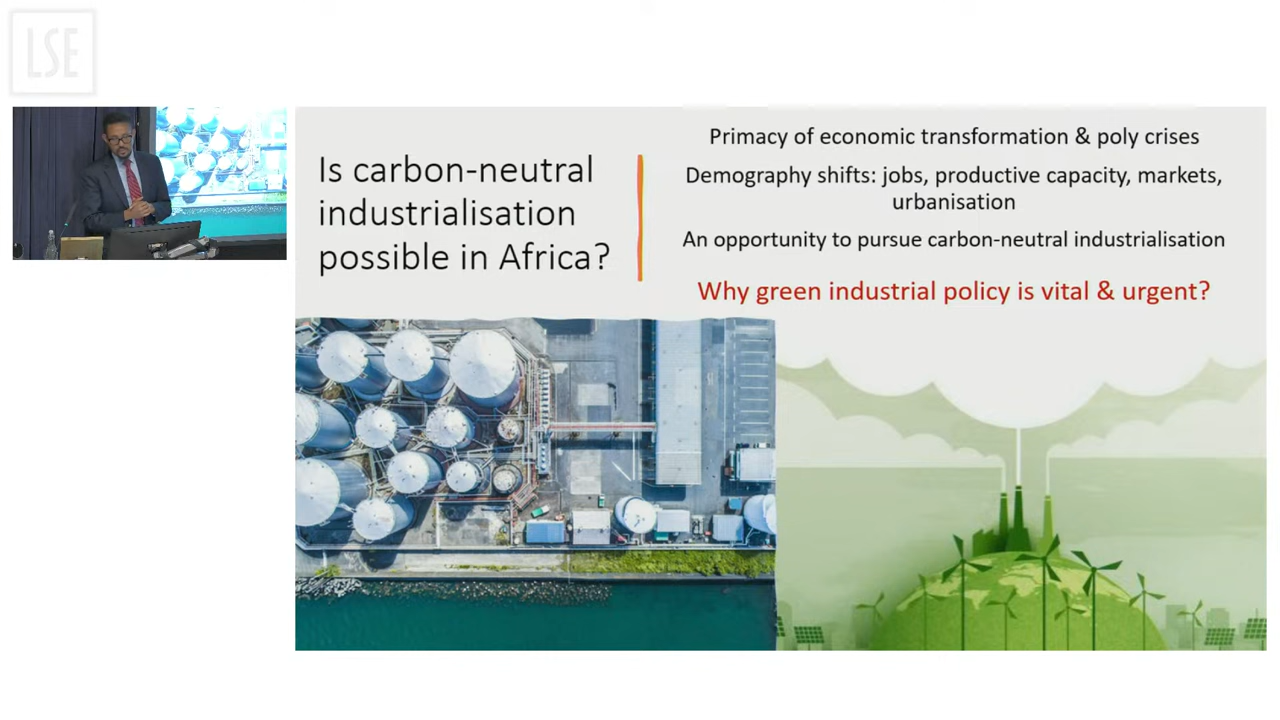 LSE
Is carbon-neutral
industrialisation
possible in Africa?
Primacy of economic transformation & poly crises
Demography shifts: jobs, productive capacity, markets,
urbanisation
An opportunity to pursue carbon-neutral industrialisation
Why green industrial policy is vital & urgent?